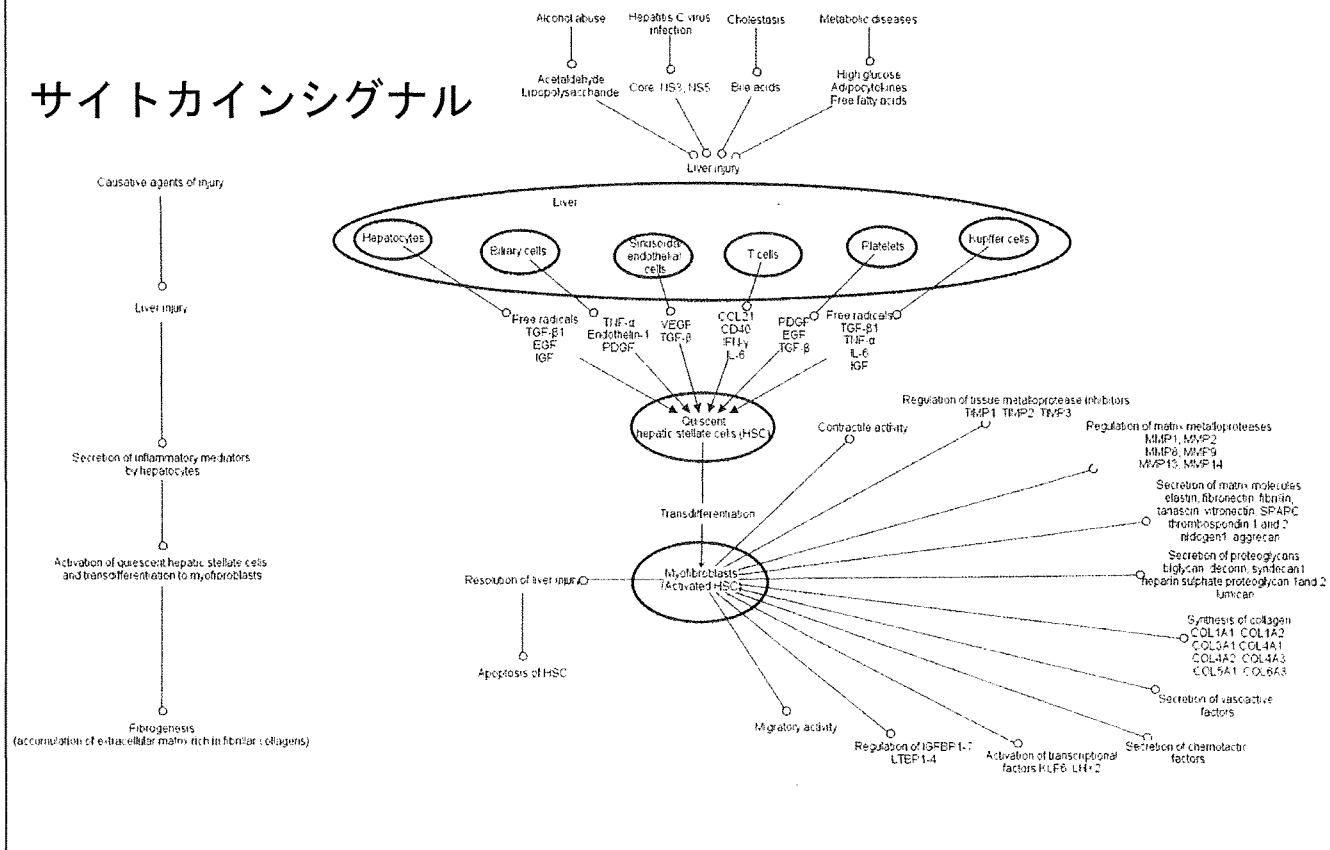 サイトカインシグナル
Alcohol abuse
Acetaldehyde
Lipopolysaccharide
Hepatitis C virus
infection
Core, NS3, NS5
Cholestasis
Bile acids
Metabolic diseases
High glucose
Adipocytokines
Free fatty acids
Liver injury
Causative agents of injury
Liver injury
Secretion of inflammatory mediators
by hepatocytes
Activation of quiescent hepatic stellate cells
and transdifferentiation to myofibroblasts
Fibrogenesis
(accumulation of extracellular matrix rich in fibrillar collagens)
Liver
Hepatocytes
Biliary cells
Sinusoidal
endothelial
cells
T cells
Platelets
Kupffer cells
Free radicals
TGF-β1
EGF
IGF
TNF-α
Endothelin-1
PDGF
VEGF
TGF-β
CCL21
CD40
IFN-γ
IL-6
PDGF
EGF
TGF-β
Free radicals
TGF-β1
TNF-α
IL-6
IGF
Quiscent
hepatic stellate cells (HSC)
Transdifferentiation
Myofibroblasts
(Activated HSC)
Resolution of liver injury
Apoptosis of HSC
Contractile activity
Regulation of tissue metalloprotease inhibitors
TIMP1, TIMP2, TIMP3
Regulation of matrix metalloproteases
MMP1, MMP2
MMP8, MMP9
MMP13, MMP14
Secretion of matrix molecules
elastin, fibronectin, fibrilin,
tanascin, vitronectin, SPARC
thrombospondin 1 and 2
nidogen1, aggrecan
Secretion of proteoglycans
biglycan, decorin, syndecan1
heparin sulphate proteoglycan 1and 2
lumican
Synthesis of collagen
COL1A1, COL1A2
COL3A1 COL4A1
COL4A2, COL4A3
COL5A1, COL6A3
Secretion of vasoactive
factors
Secretion of chemotactic
factors
Activation of transcriptional
factors KLF6, LHX2
Regulation of IGFBP1-7
LTBP1-4
Migratory activity